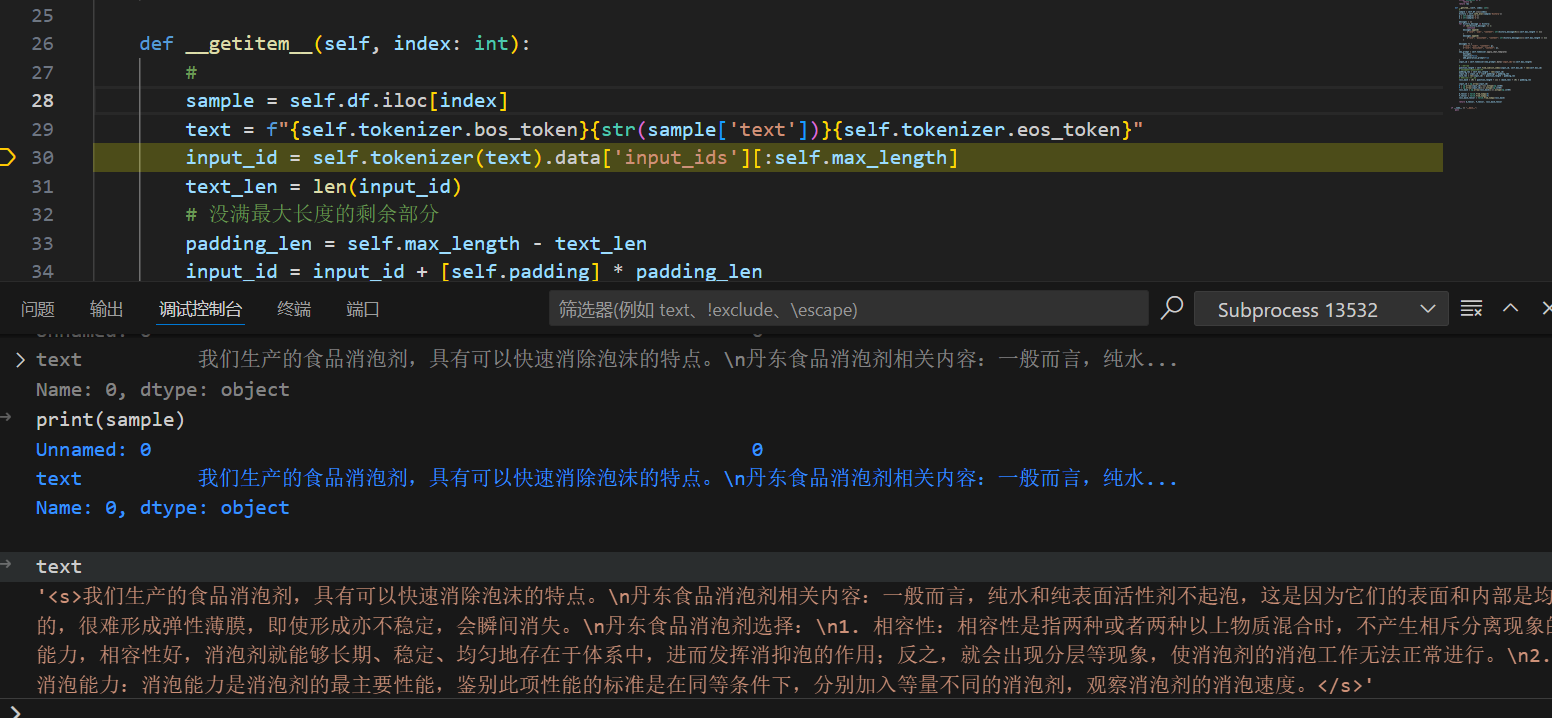 25
26 def __getitem__(self, index: int):
27 #
28 sample = self.df.iloc[index]
29 text = f"{self.tokenizer.bos_token}{str(sample['text'])}{self.tokenizer.eos_token}"
30 input_id = self.tokenizer(text).data['input_ids'][:self.max_length]
31 text_len = len(input_id)
32 # 没满最大长度的剩余部分
33 padding_len = self.max_length - text_len
34 input_id = input_id + [self.padding] * padding_len
问题 输出 调试控制台 终端 端口 筛选器(例如 text、!exclude、\escape) Subprocess 13532
Unnamed: 0 0
text 我们生产的食品消泡剂，具有可以快速消除泡沫的特点。\n丹东食品消泡剂相关内容：一般而言，纯水...
Name: 0, dtype: object
print(sample)
Unnamed: 0 0
text 我们生产的食品消泡剂，具有可以快速消除泡沫的特点。\n丹东食品消泡剂相关内容：一般而言，纯水...
Name: 0, dtype: object
text
'<s>我们生产的食品消泡剂，具有可以快速消除泡沫的特点。\n丹东食品消泡剂相关内容：一般而言，纯水和纯表面活性剂不起泡，这是因为它们的表面和内部是均
的，很难形成弹性薄膜，即使形成亦不稳定，会瞬间消失。\n丹东食品消泡剂选择：\n1. 相容性：相容性是指两种或者两种以上物质混合时，不产生相斥分离现象的
能力，相容性好，消泡剂就能够长期、稳定、均匀地存在于体系中，进而发挥消抑泡的作用；反之，就会出现分层等现象，使消泡剂的消泡工作无法正常进行。\n2.
消泡能力：消泡能力是消泡剂的最主要性能，鉴别此项性能的标准是在同等条件下，分别加入等量不同的消泡剂，观察消泡剂的消泡速度。</s>'